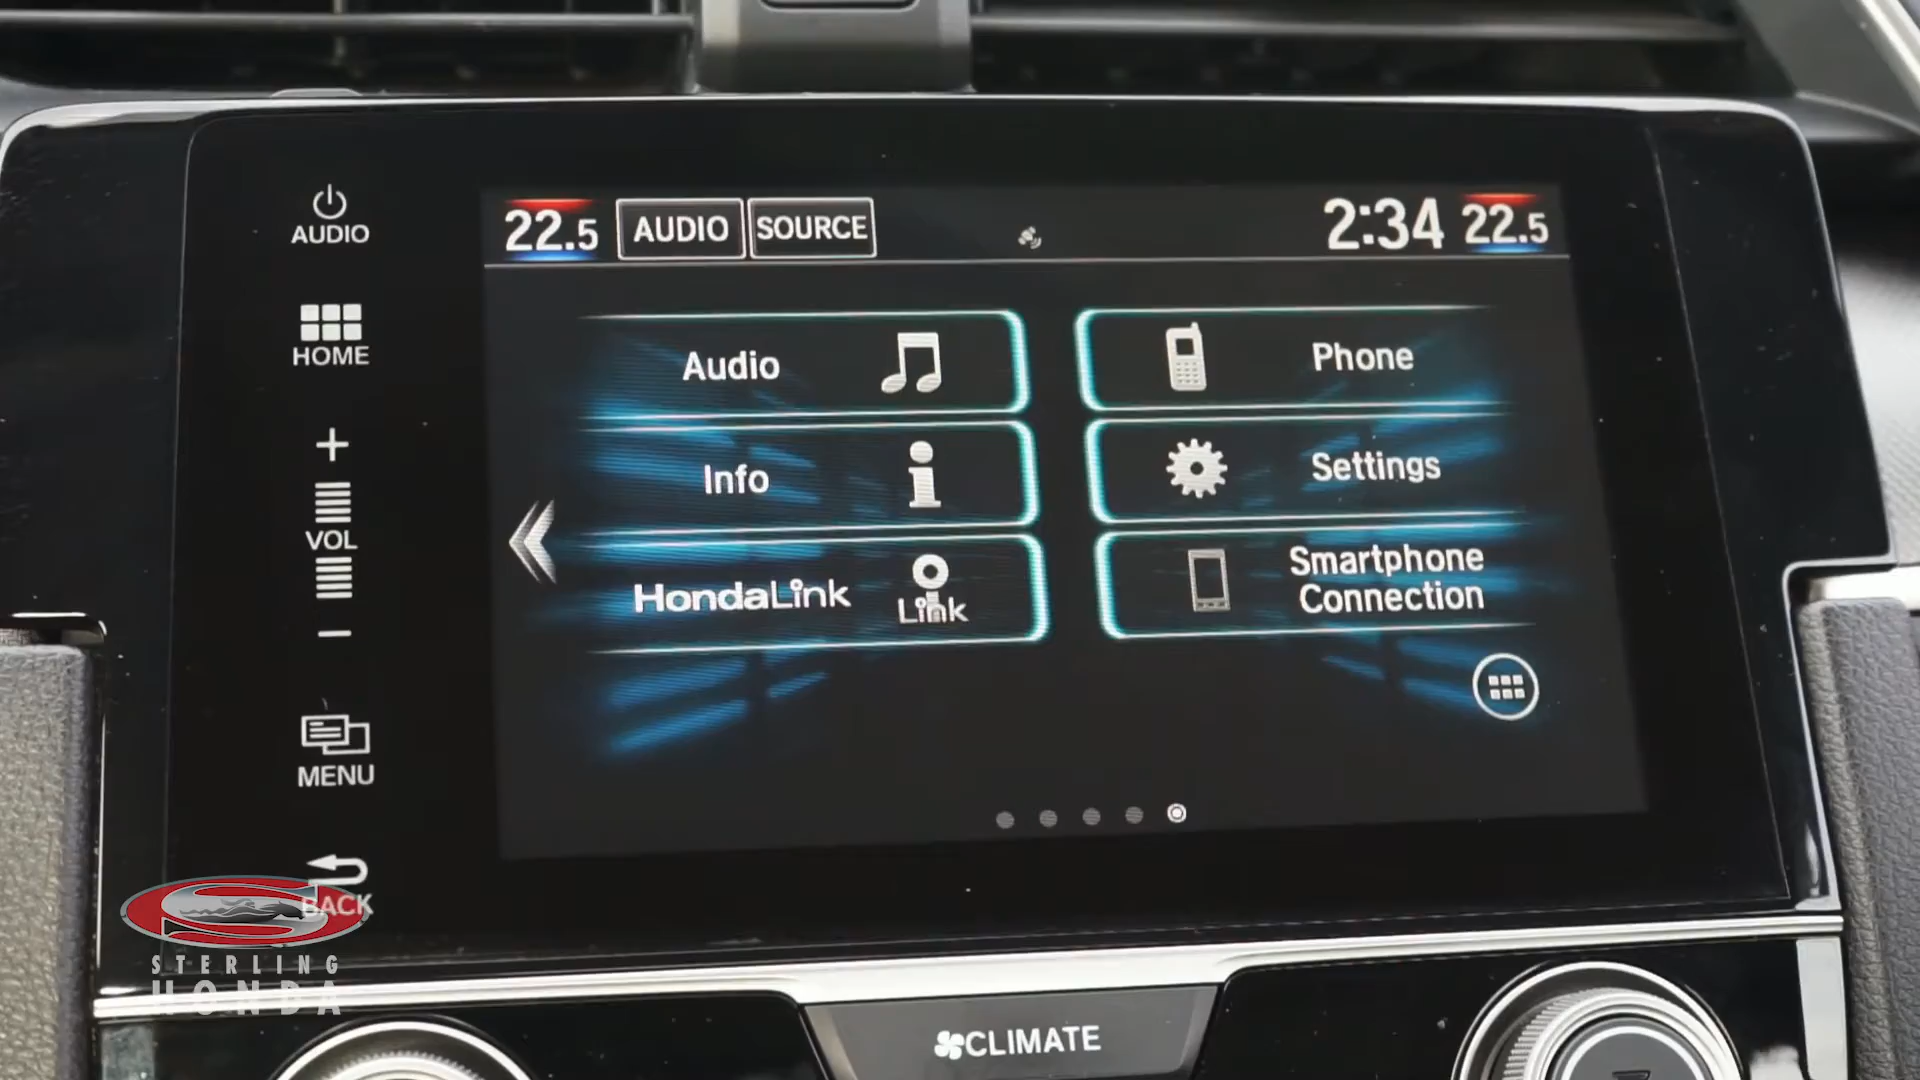 AUDIO
HOME
VOL
MENU
BACK
22.5 AUDIO SOURCE 2:34 22.5
Audio
Phone
Info
Settings
HondaLink Link
Smartphone
Connection
STERLING
HONDA
CLIMATE